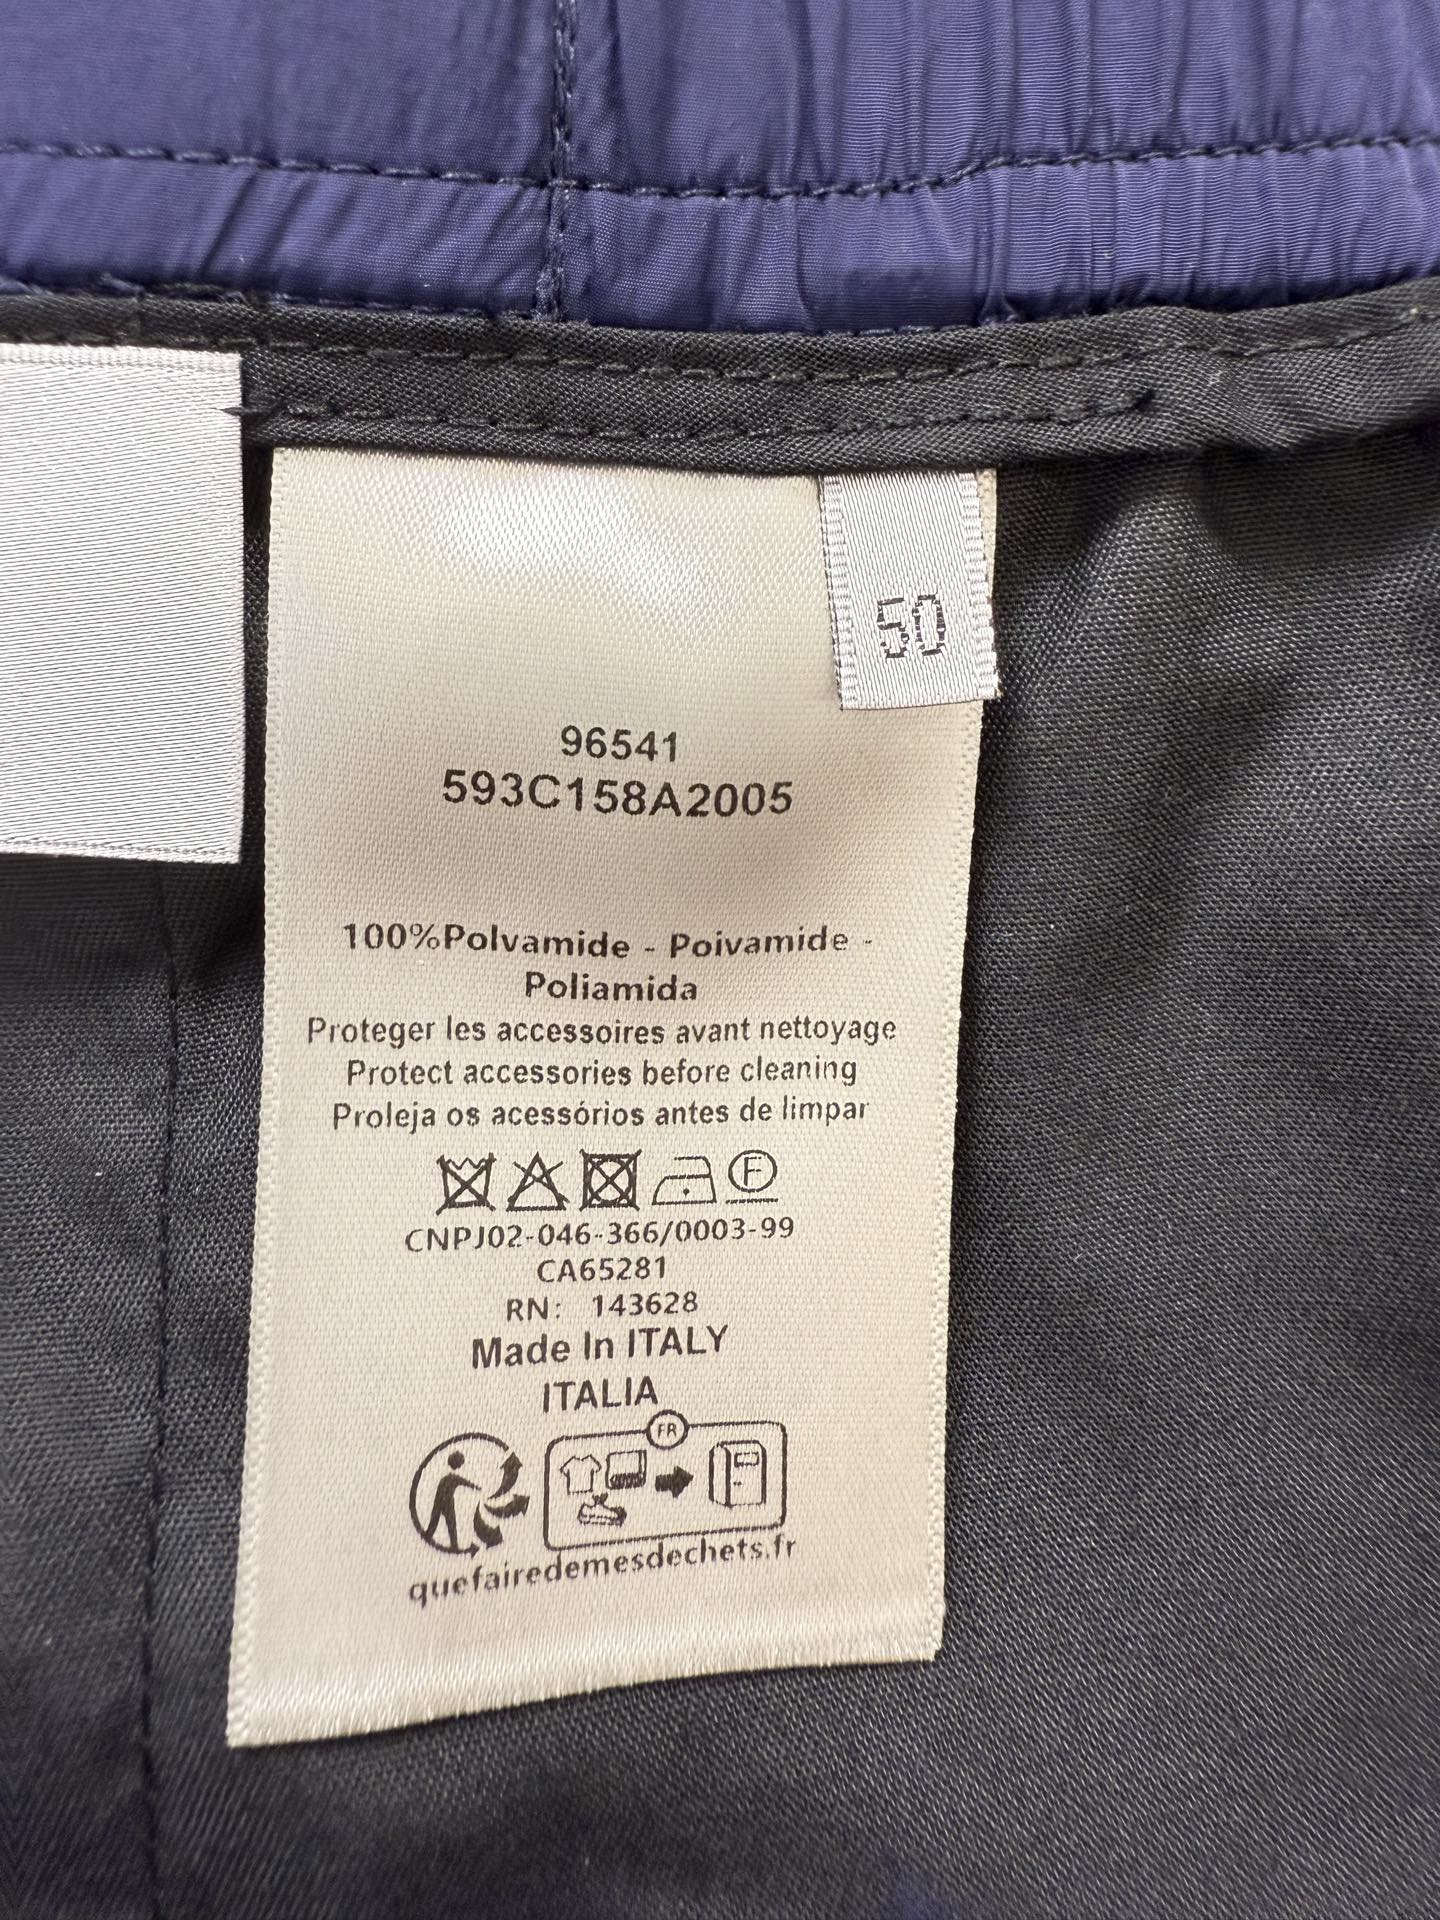 50
96541
593C158A2005
100%Polvamide - Poivamide -
Poliamida
Proteger les accessoires avant nettoyage
Protect accessories before cleaning
Proleja os acessórios antes de limpar
F
CNPJ02-046-366/0003-99
CA65281
RN: 143628
Made In ITALY
ITALIA
FR
quefairedemesdechets.fr